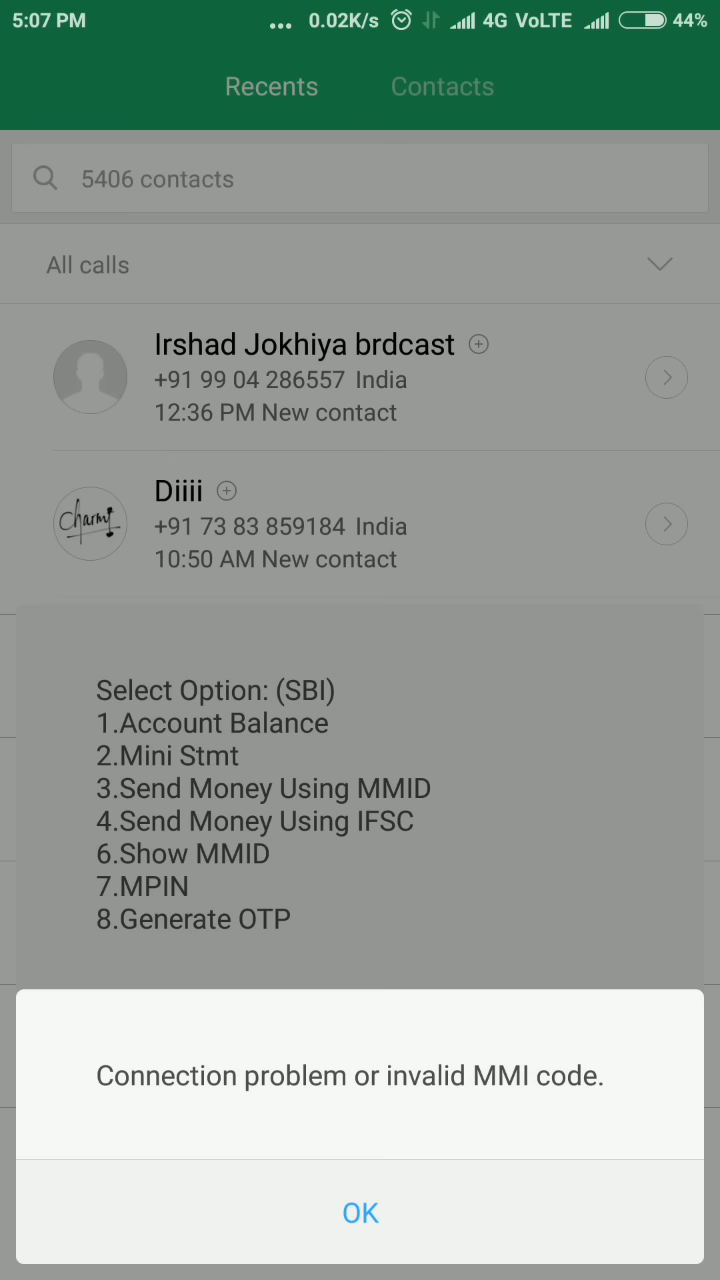 5:07 PM ... 0.02K/s 4G VoLTE 44%
Recents Contacts
5406 contacts
All calls
Irshad Jokhiya brdcast
+91 99 04 286557 India
12:36 PM New contact
Charmi
Diiii
+91 73 83 859184 India
10:50 AM New contact
Select Option: (SBI)
1.Account Balance
2.Mini Stmt
3.Send Money Using MMID
4.Send Money Using IFSC
6.Show MMID
7.MPIN
8.Generate OTP
Connection problem or invalid MMI code.
OK